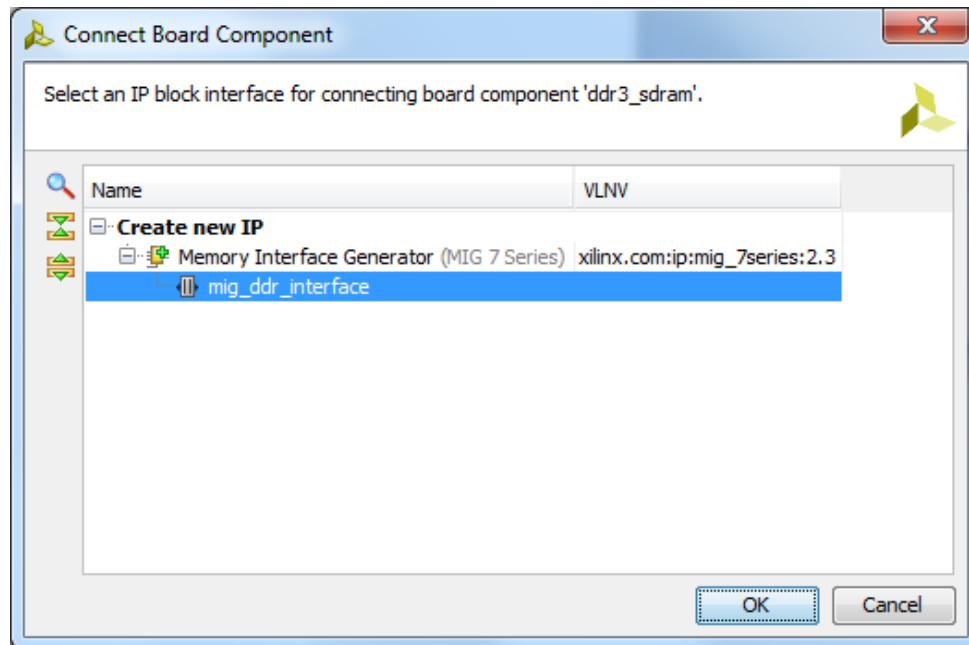 Connect Board Component
Select an IP block interface for connecting board component 'ddr3_sdram'.
Name VLNV
Create new IP
Memory Interface Generator (MIG 7 Series) xilinx.com:ip:mig_7series:2.3
mig_ddr_interface
OK Cancel